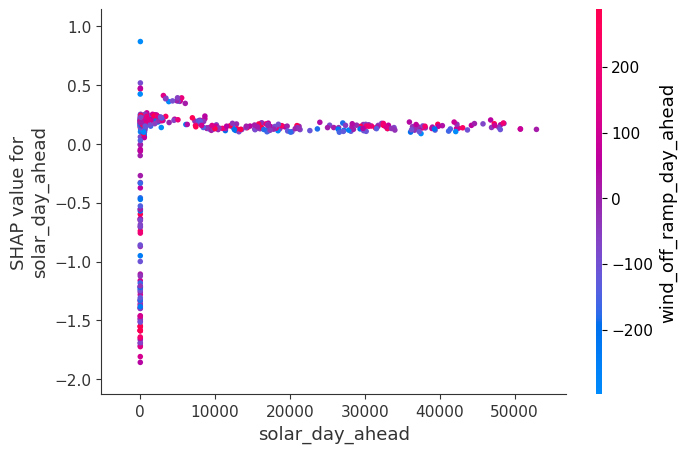 1.0
0.5
0.0
−0.5
−1.0
−1.5
−2.0
SHAP value for
solar_day_ahead
0 10000 20000 30000 40000 50000
solar_day_ahead
200
100
0
−100
−200
wind_off_ramp_day_ahead